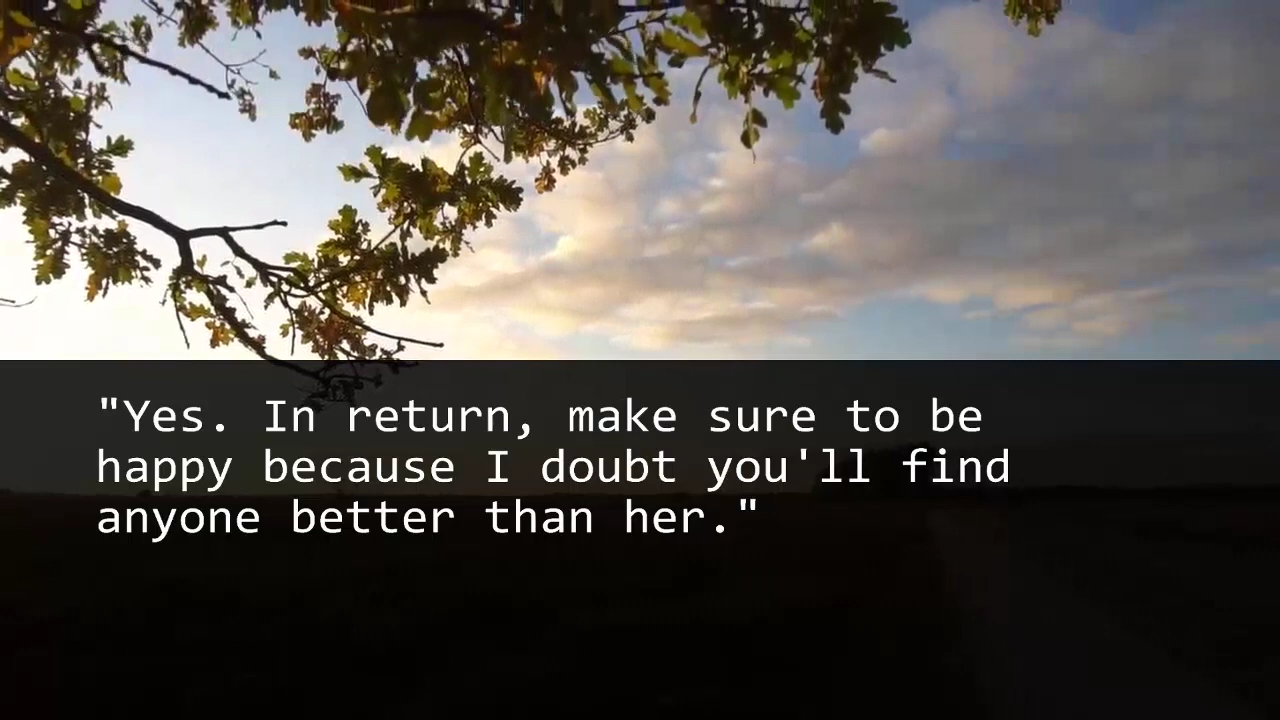 "Yes. In return, make sure to be
happy because I doubt you'll find
anyone better than her."